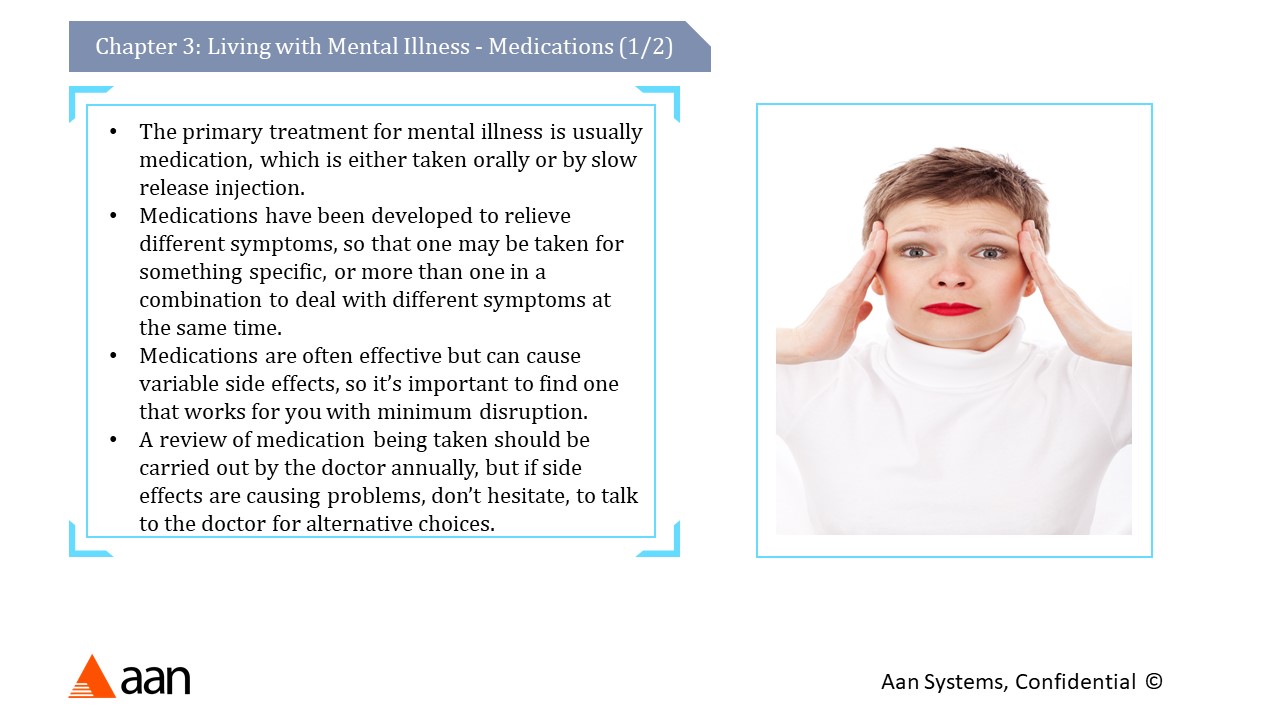 Chapter 3: Living with Mental Illness - Medications (1/2)
• The primary treatment for mental illness is usually
medication, which is either taken orally or by slow
release injection.
• Medications have been developed to relieve
different symptoms, so that one may be taken for
something specific, or more than one in a
combination to deal with different symptoms at
the same time.
• Medications are often effective but can cause
variable side effects, so it’s important to find one
that works for you with minimum disruption.
• A review of medication being taken should be
carried out by the doctor annually, but if side
effects are causing problems, don’t hesitate, to talk
to the doctor for alternative choices.
aan
Aan Systems, Confidential ©